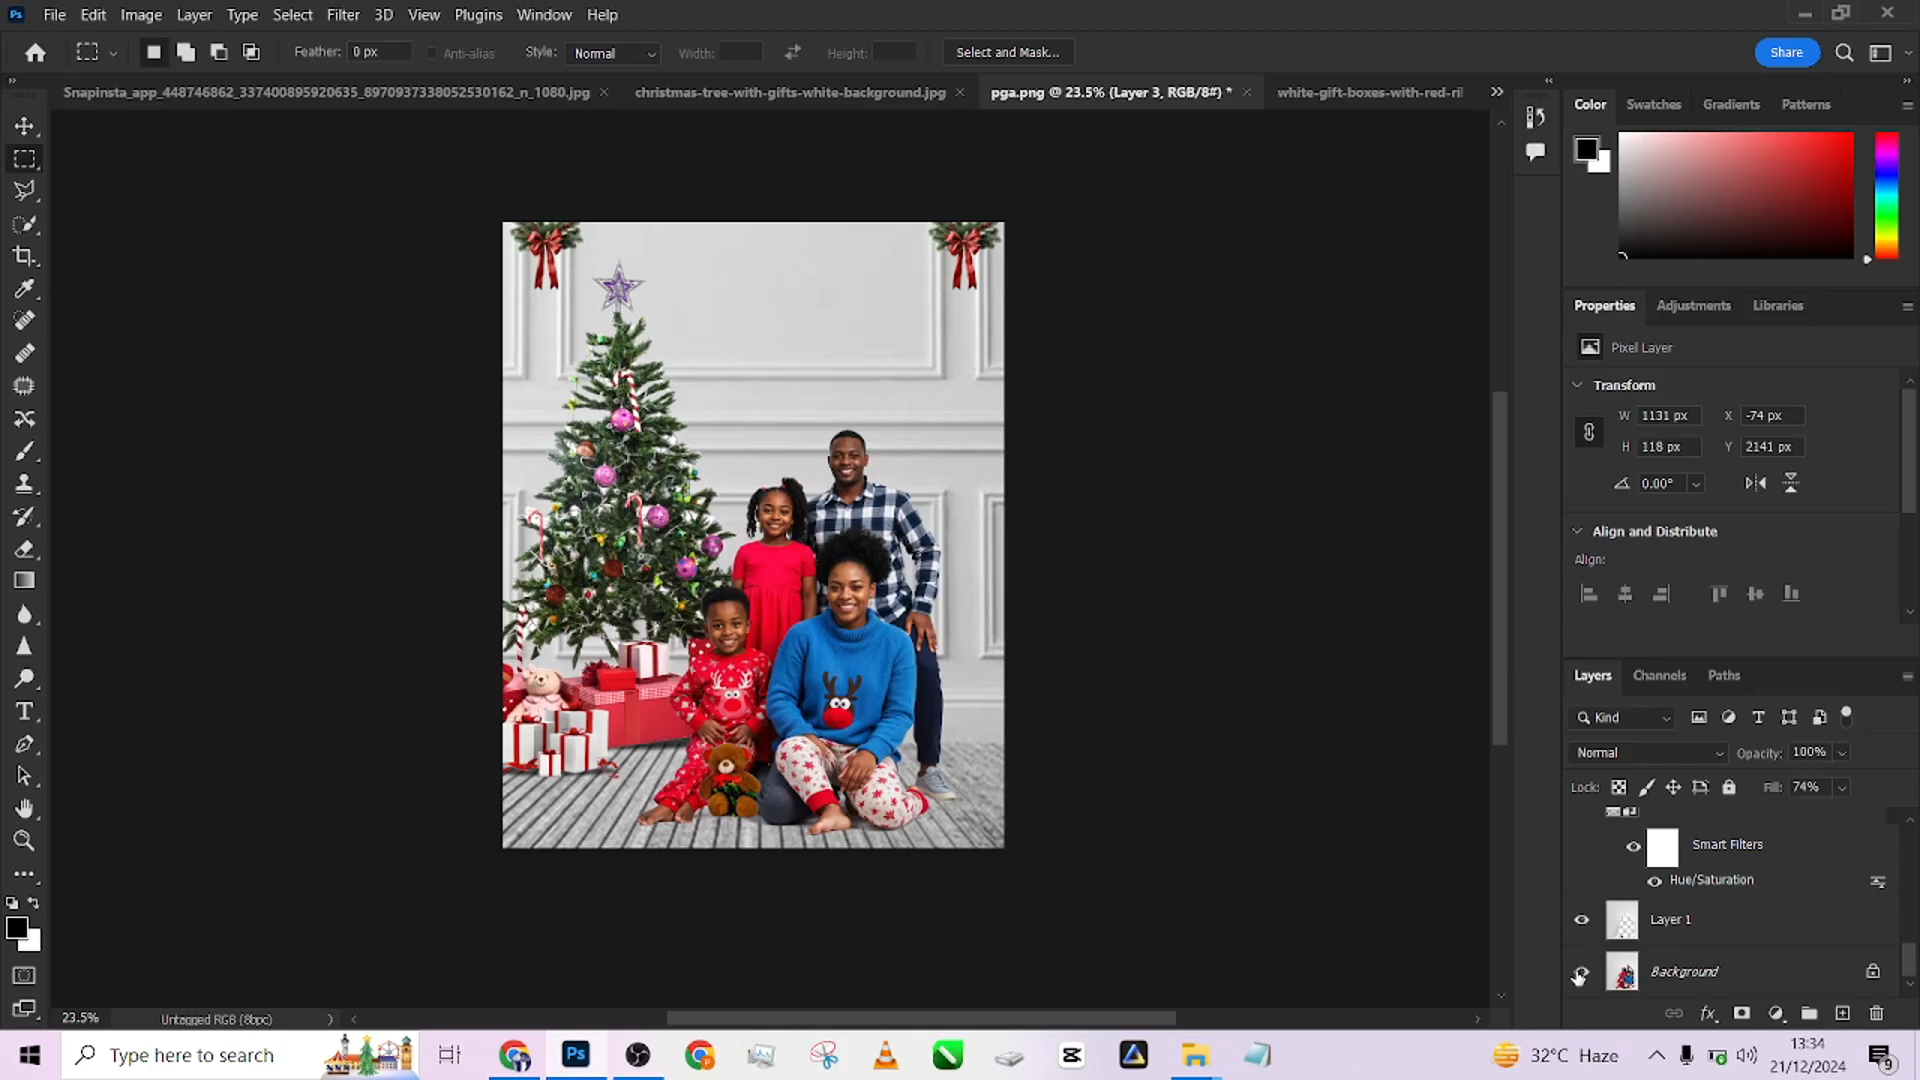 Ps File Edit Image Layer Type Select Filter 3D View Plugins Window Help
Feather: 0 px Anti-alias Style: Normal Width: Height: Select and Mask... Share
Snapinsta_app_448746862_337400895920635_8970937338052530162_n_1080.jpg × christmas-tree-with-gifts-white-background.jpg × pga.png @ 23.5% (Layer 3, RGB/8#) * × white-gift-boxes-with-red-ril
Color Swatches Gradients Patterns
Properties Adjustments Libraries
Pixel Layer
Transform
W 1131 px X -74 px
H 118 px Y 2141 px
0.00°
Align and Distribute
Align:
Layers Channels Paths
Kind
Normal Opacity: 100%
Lock: Fill: 74%
Smart Filters
Hue/Saturation
Layer 1
Background
fx
23.5% Untagged RGB (8bpc)
Type here to search
Ps
32°C Haze
13:34
21/12/2024
9